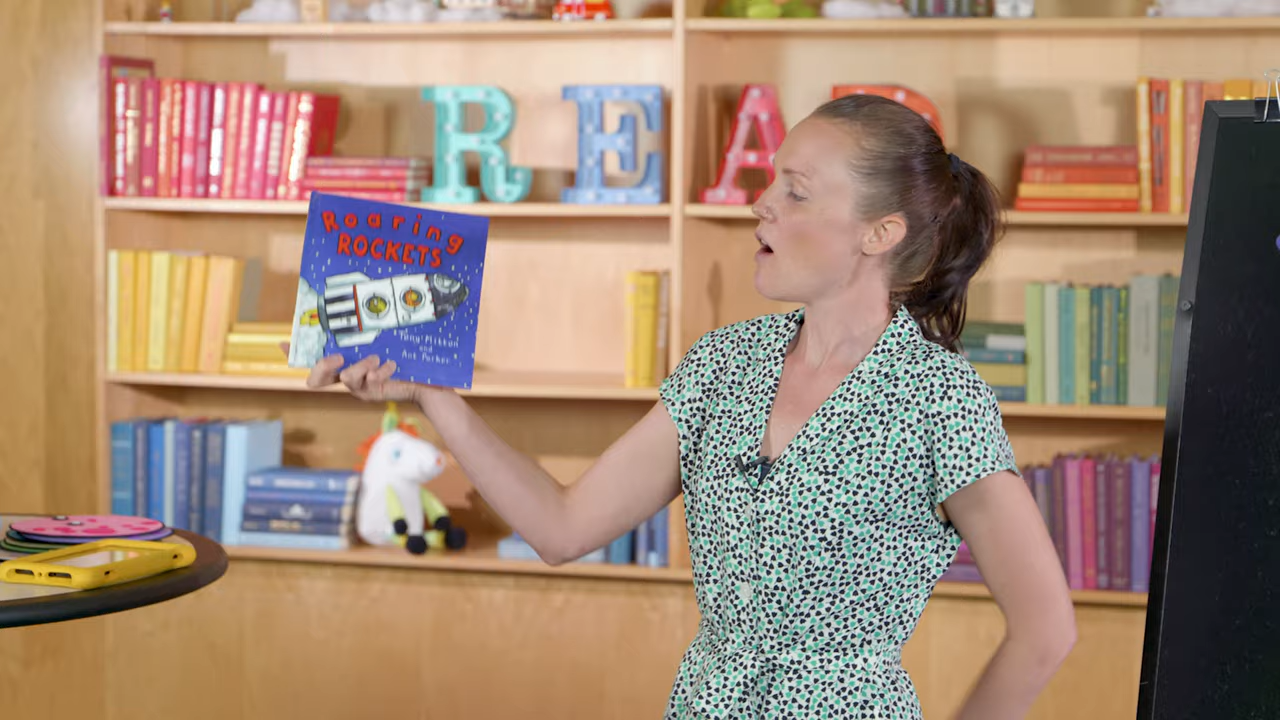 R E A D
Roaring
ROCKETS
Tony Mitton
and
Ant Parker